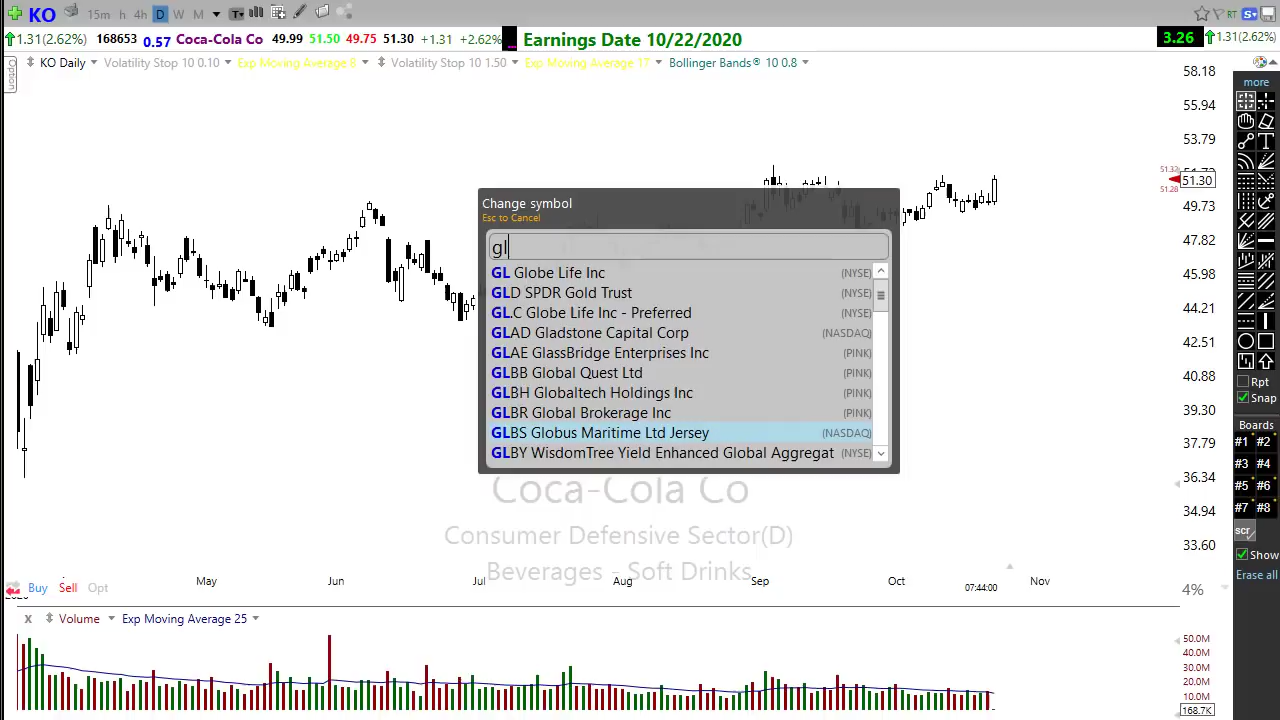 KO 15m h 4h D W M T
1.31(2.62%) 168653 0.57 Coca-Cola Co 49.99 51.50 49.75 51.30 +1.31 +2.62% ... Earnings Date 10/22/2020 3.26 1.31(2.62%)
RT S
KO Daily Volatility Stop 10 0.10 Exp Moving Average 8 Volatility Stop 10 1.50 Exp Moving Average 17 Bollinger Bands® 10 0.8
Option
58.18
55.94
53.79
51.32
51.30
51.28
49.73
47.82
45.98
44.21
42.51
40.88
39.30
37.79
36.34
34.94
33.60
4%
Change symbol
Esc to Cancel
gl
GL Globe Life Inc (NYSE)
GLD SPDR Gold Trust (NYSE)
GL.C Globe Life Inc - Preferred (NYSE)
GLAD Gladstone Capital Corp (NASDAQ)
GLAE GlassBridge Enterprises Inc (PINK)
GLBB Global Quest Ltd (PINK)
GLBH Globaltech Holdings Inc (PINK)
GLBR Global Brokerage Inc (PINK)
GLBS Globus Maritime Ltd Jersey (NASDAQ)
GLBY WisdomTree Yield Enhanced Global Aggregat (NYSE)
Coca-Cola Co
Consumer Defensive Sector(D)
Beverages - Soft Drinks
May Jun Jul Aug Sep Oct Nov
07:44:00
Buy Sell Opt
X Volume Exp Moving Average 25
50.0M
40.0M
30.0M
20.0M
10.0M
168.7K
more
T
Rpt
Snap
Boards
#1 #2
#3 #4
#5 #6
#7 #8
scr
Show
Erase all